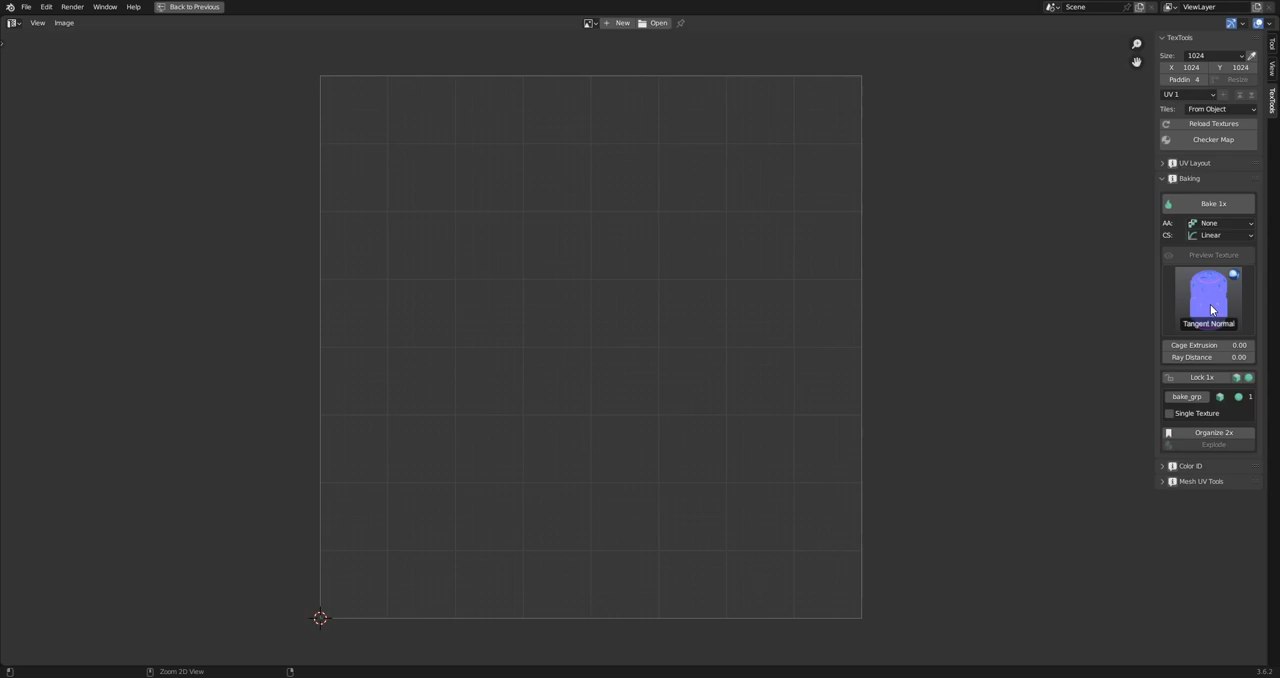 File Edit Render Window Help Back to Previous Scene ViewLayer
View Image New Open
TexTools
Size: 1024
X 1024 Y 1024
Paddin 4 Resize
UV 1
Tiles: From Object
Reload Textures
Checker Map
UV Layout
Baking
Bake 1x
AA: None
CS: Linear
Preview Texture
Tangent Normal
Cage Extrusion 0.00
Ray Distance 0.00
Lock 1x
bake_grp 1
Single Texture
Organize 2x
Explode
Color ID
Mesh UV Tools
Tool
View
TexTools
Zoom 2D View 3.6.2